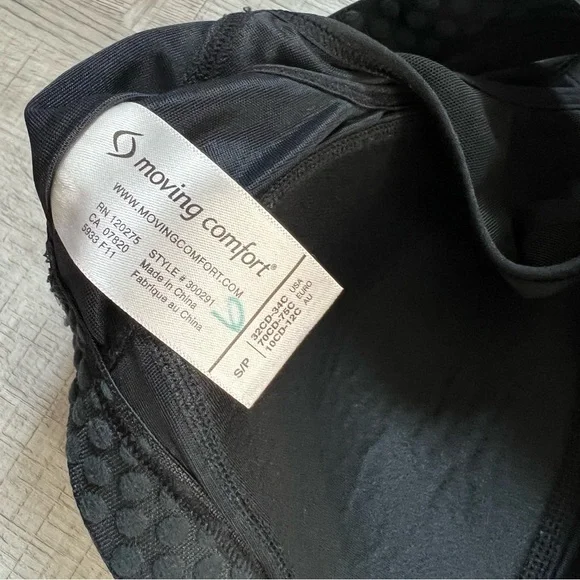 moving comfort®
WWW.MOVINGCOMFORT.COM
RN 120275 STYLE # 300291
CA 07820 Made in China
5933 F11 Fabrique au China
S/P
32CD-34C USA
70CD-75C EURO
10CD-12C AU